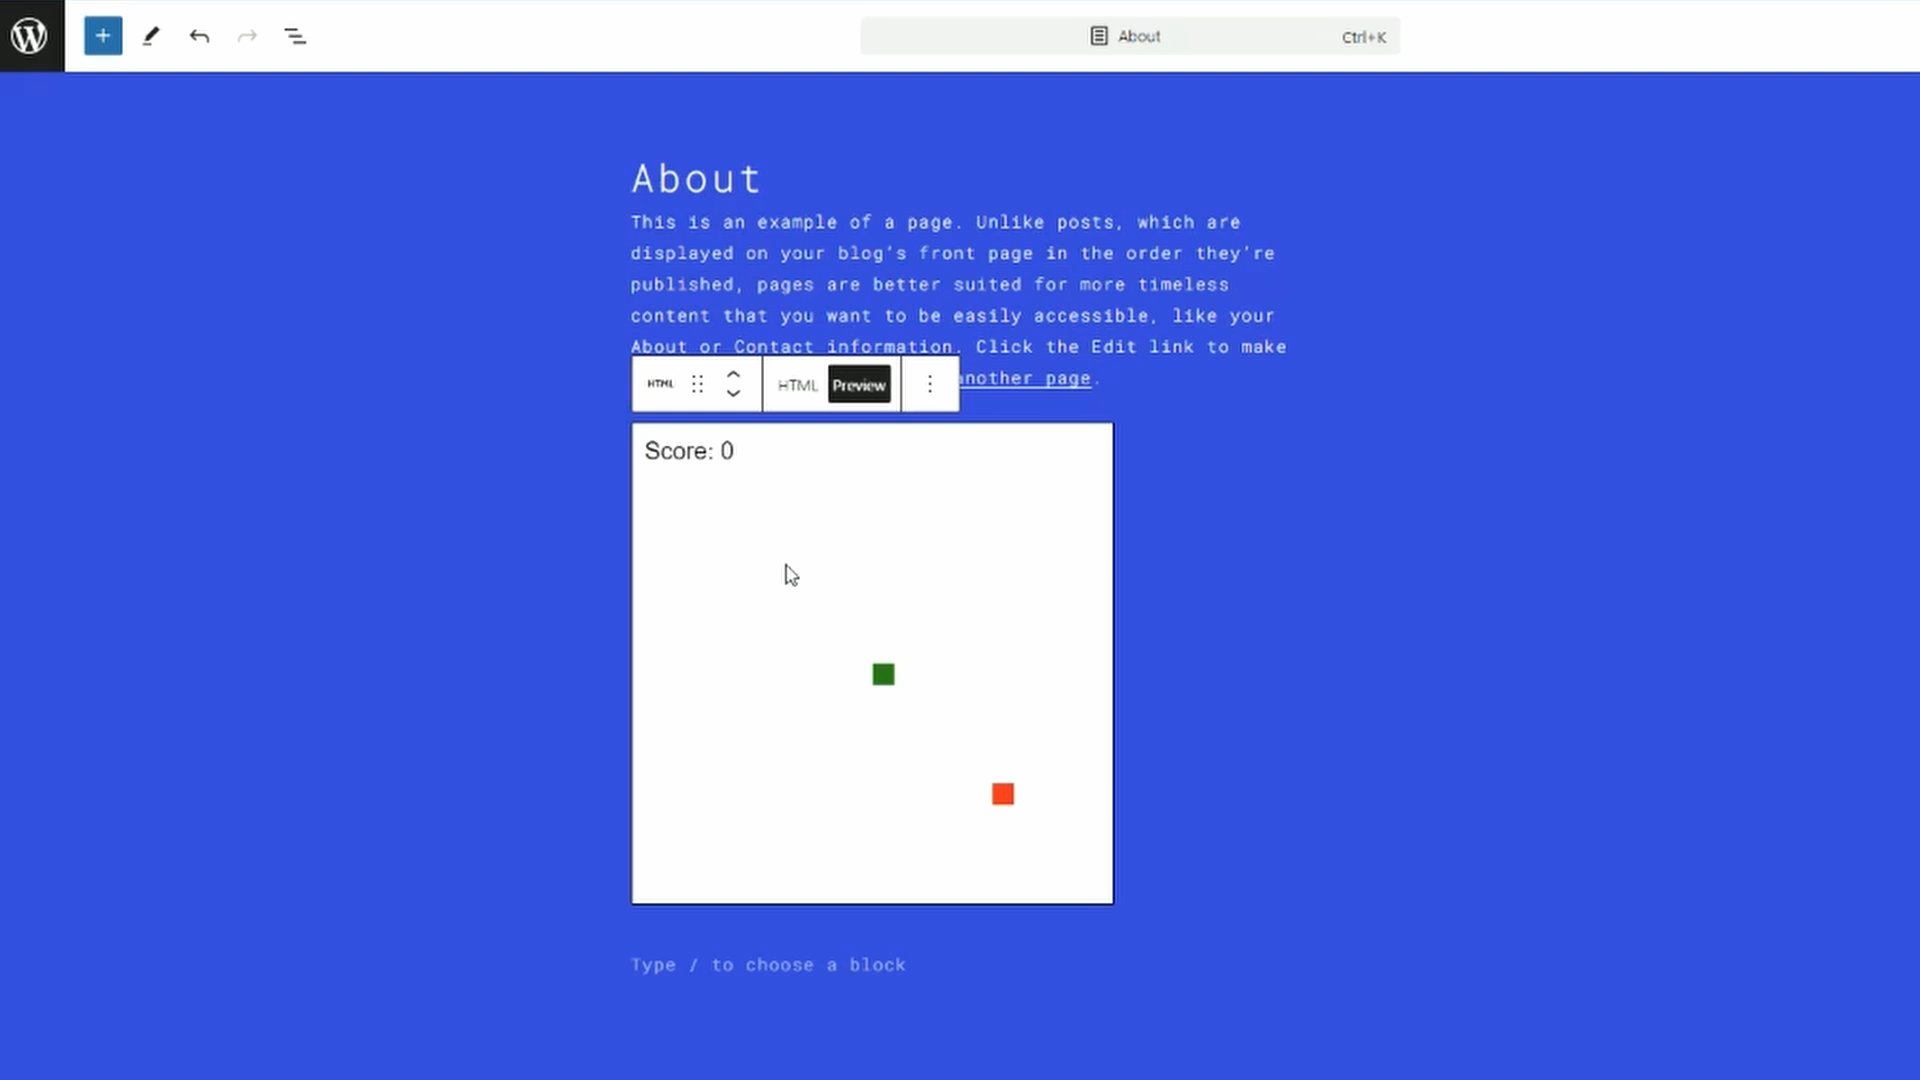 About Ctrl+K
About
This is an example of a page. Unlike posts, which are
displayed on your blog's front page in the order they're
published, pages are better suited for more timeless
content that you want to be easily accessible, like your
About or Contact information. Click the Edit link to make
another page.
HTML HTML Preview
Score: 0
Type / to choose a block